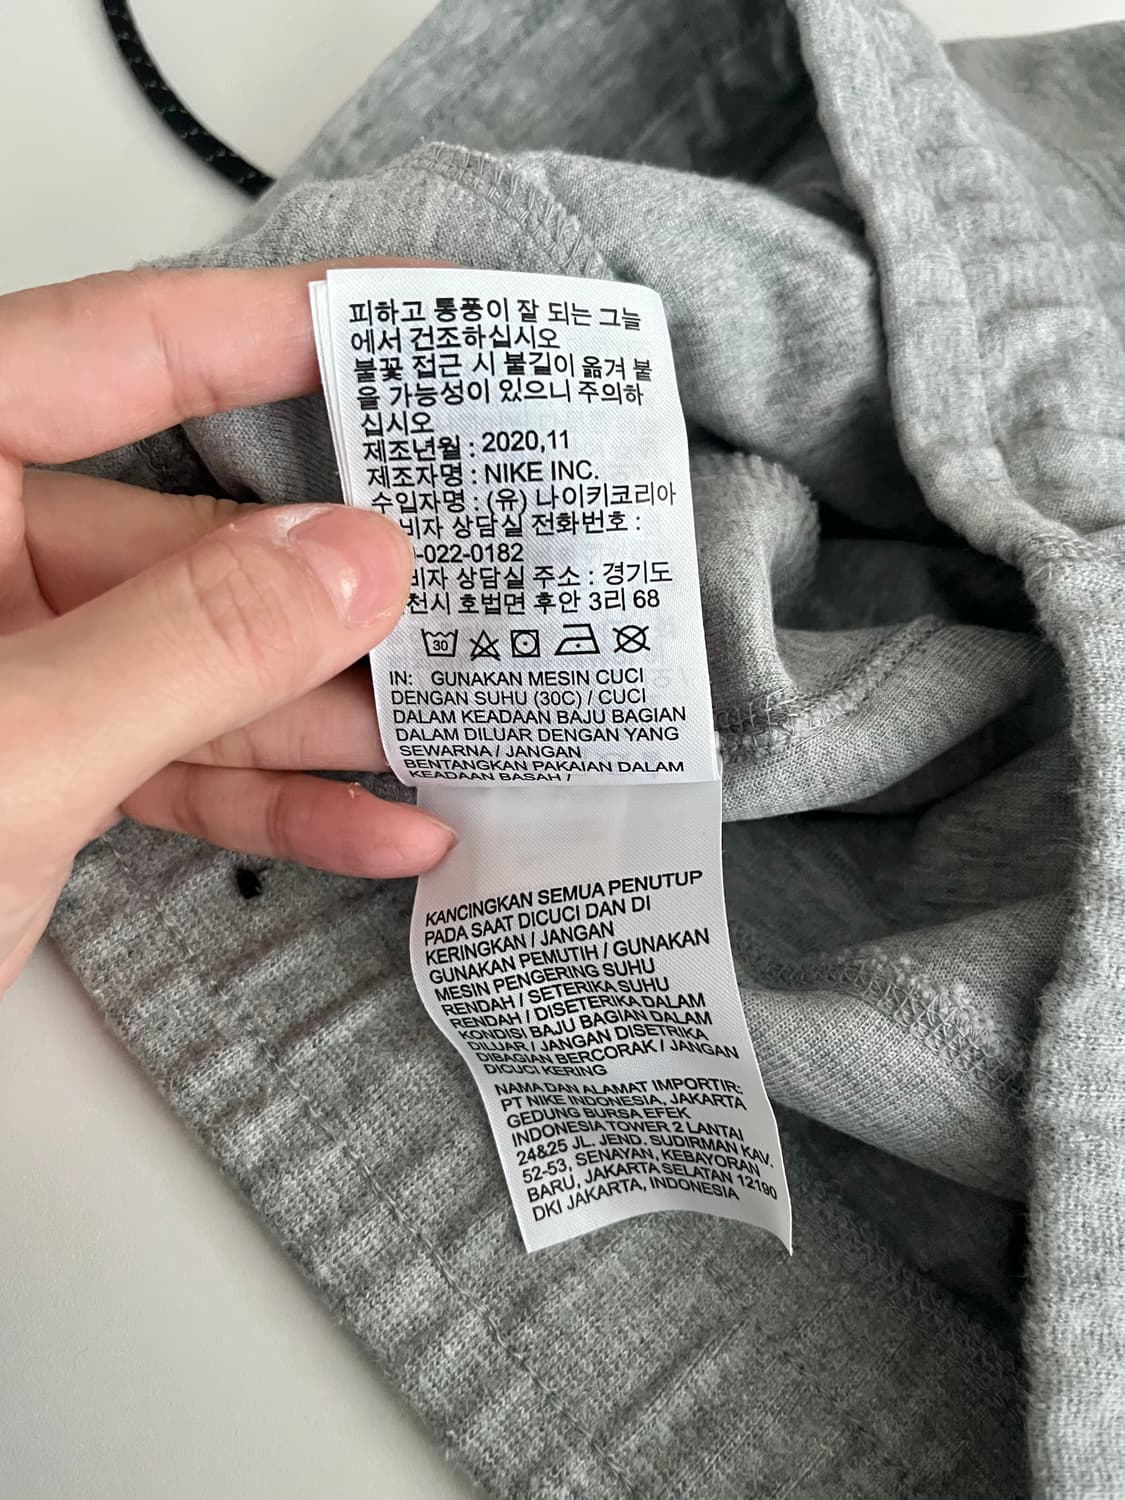 피하고 통풍이 잘 되는 그늘
에서 건조하십시오
불꽃 접근 시 불길이 옮겨 붙
을 가능성이 있으니 주의하
십시오
제조년월 : 2020,11
제조자명 : NIKE INC.
수입자명 : (유) 나이키코리아
비자 상담실 전화번호 :
-022-0182
비자 상담실 주소 : 경기도
천시 호법면 후안 3리 68
30
IN: GUNAKAN MESIN CUCI
DENGAN SUHU (30C) / CUCI
DALAM KEADAAN BAJU BAGIAN
DALAM DILUAR DENGAN YANG
SEWARNA / JANGAN
BENTANGKAN PAKAIAN DALAM
KEADAAN BASAH /
KANCINGKAN SEMUA PENUTUP
PADA SAAT DICUCI DAN DI
KERINGKAN / JANGAN
GUNAKAN PEMUTIH / GUNAKAN
MESIN PENGERING SUHU
RENDAH / SETERIKA SUHU
RENDAH / DISETERIKA DALAM
KONDISI BAJU BAGIAN DALAM
DILUAR / JANGAN DISETRIKA
DIBAGIAN BERCORAK / JANGAN
DICUCI KERING
NAMA DAN ALAMAT IMPORTIR:
PT NIKE INDONESIA, JAKARTA
GEDUNG BURSA EFEK
INDONESIA TOWER 2 LANTAI
24&25 JL. JEND. SUDIRMAN KAV.
52-53, SENAYAN, KEBAYORAN
BARU, JAKARTA SELATAN 12190
DKI JAKARTA, INDONESIA